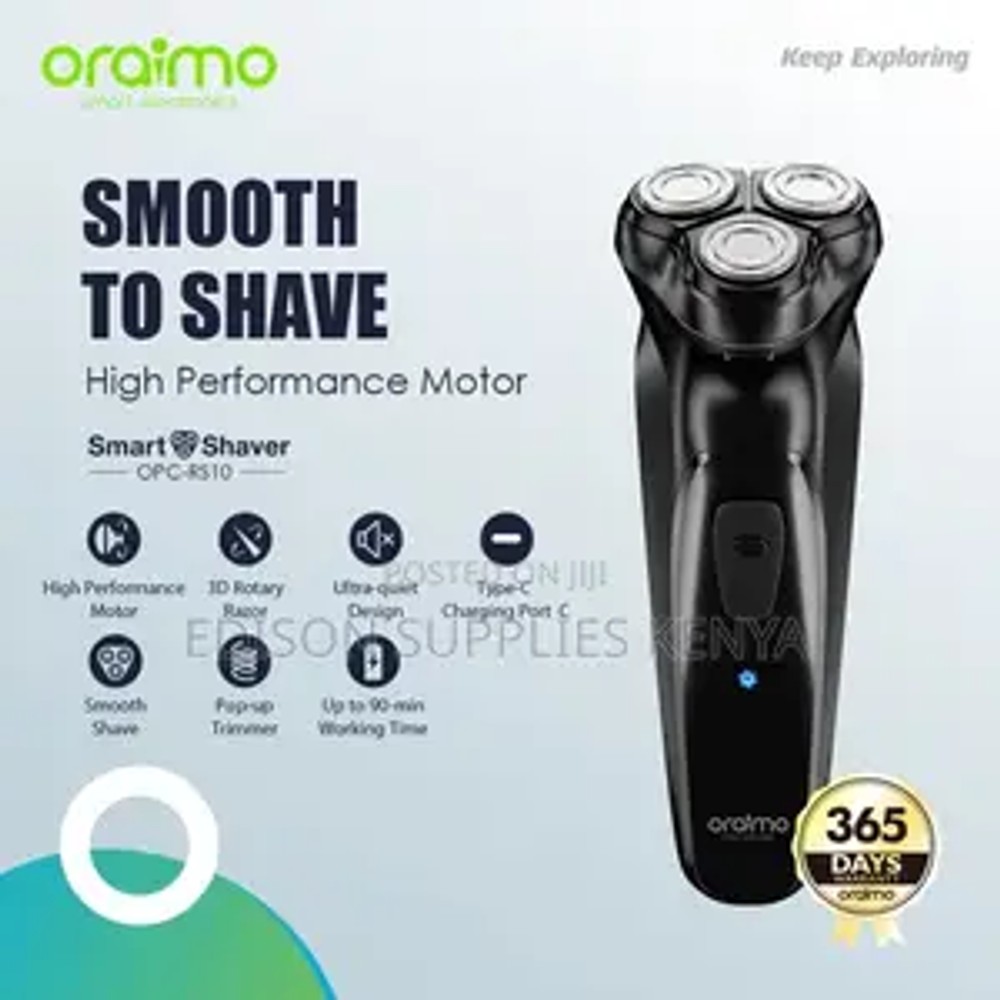 oraimo
Keep Exploring
SMOOTH
TO SHAVE
High Performance Motor
Smart Shaver
OPC-RS10
High Performance
Motor
3D Rotary
Razor
Ultra-quiet
Design
Type-C
Charging Port C
POSTED ON JIJI
EDISON SUPPLIES KENYA
Smooth
Shave
Pop-up
Trimmer
Up to 90-min
Working Time
oraimo
365
DAYS
WARRANTY
oraimo